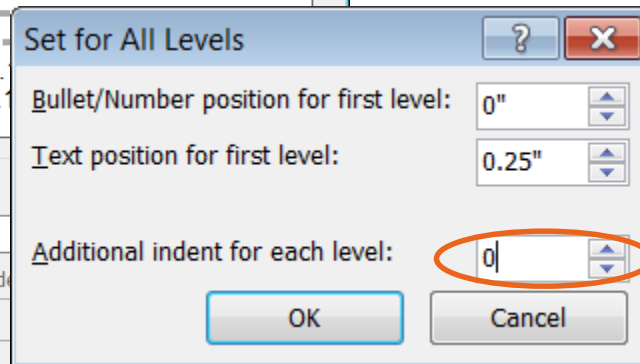 Set for All Levels
Bullet/Number position for first level: 0"
Text position for first level: 0.25"
Additional indent for each level: 0
OK Cancel